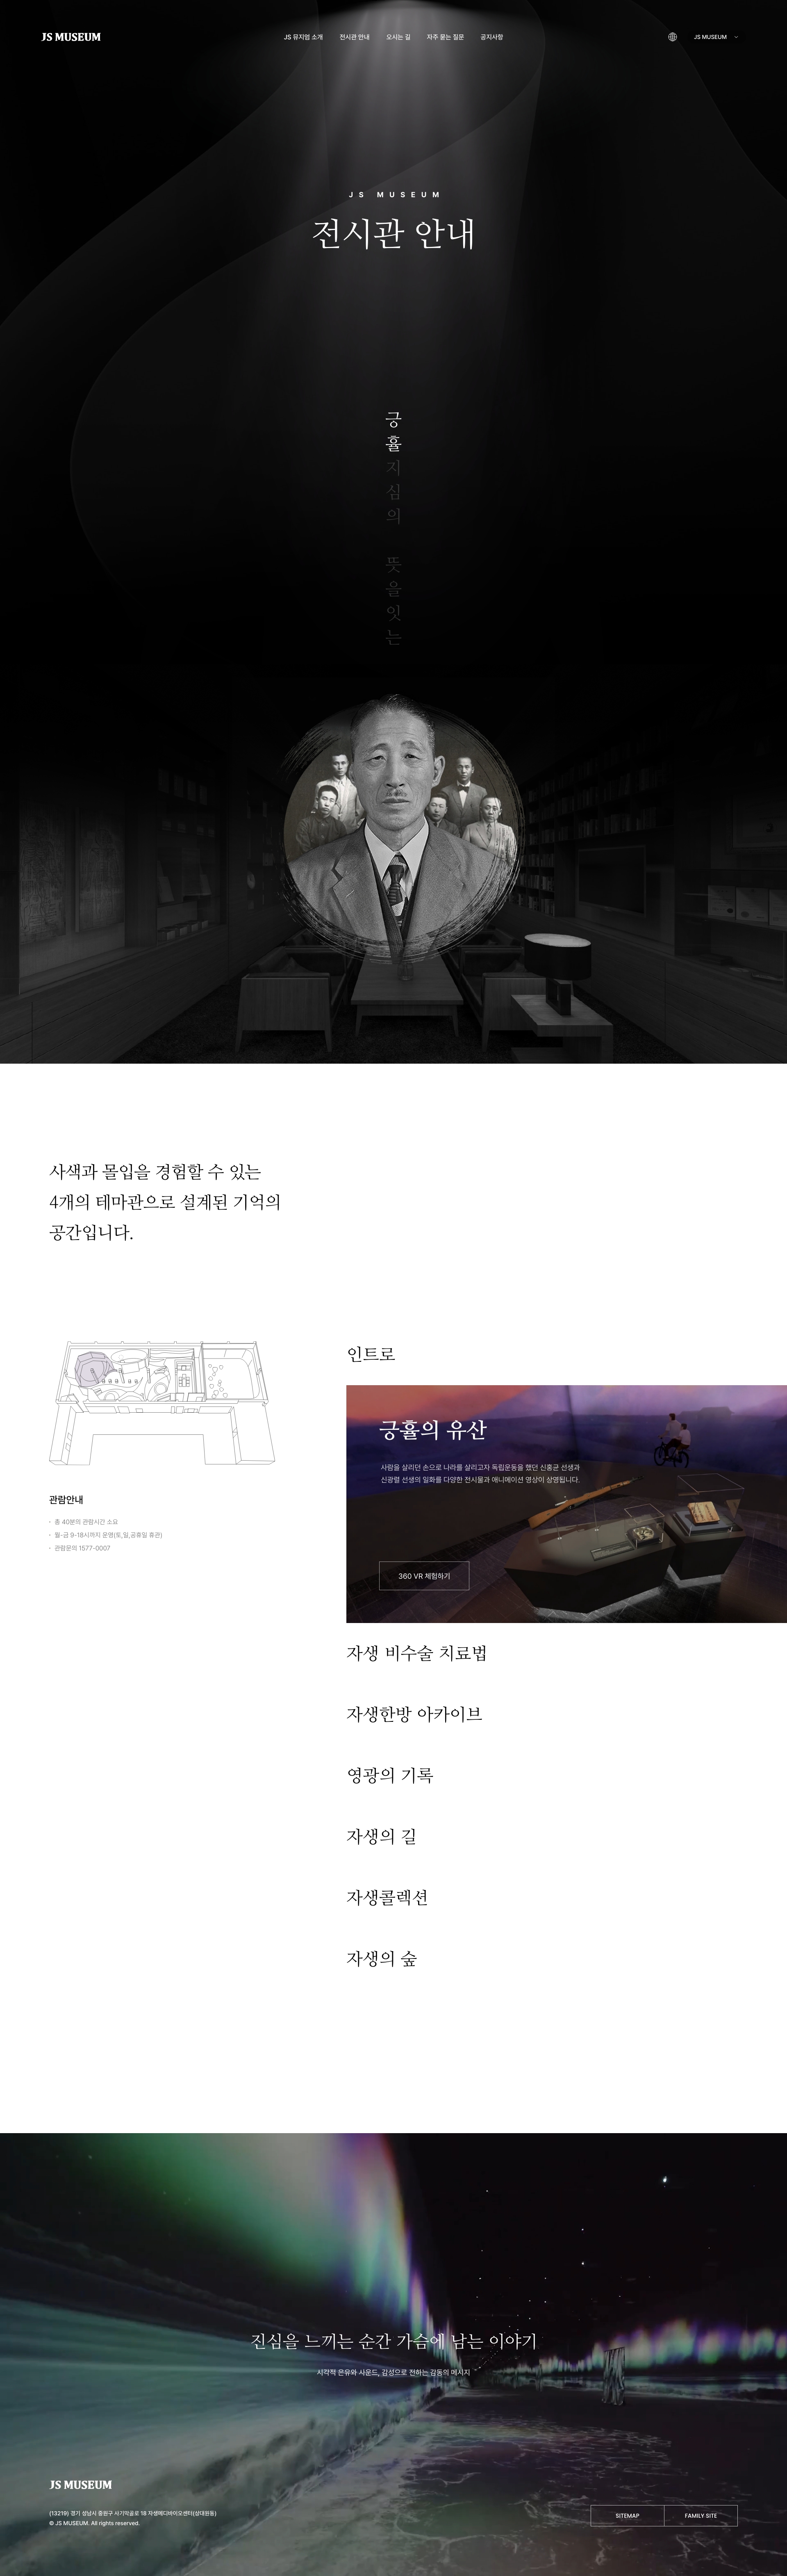 JS MUSEUM
JS 뮤지엄 소개
전시관 안내
오시는 길
자주 묻는 질문
공지사항
JS MUSEUM
JS MUSEUM
전시관 안내
긍
휼
지
심
의
뜻
을
잇
는
사색과 몰입을 경험할 수 있는
4개의 테마관으로 설계된 기억의
공간입니다.
인트로
긍휼의 유산
사람을 살리던 손으로 나라를 살리고자 독립운동을 했던 신홍균 선생과
신광렬 선생의 일화를 다양한 전시물과 애니메이션 영상이 상영됩니다.
360 VR 체험하기
관람안내
· 총 40분의 관람시간 소요
· 월-금 9-18시까지 운영(토,일,공휴일 휴관)
· 관람문의 1577-0007
자생 비수술 치료법
자생한방 아카이브
영광의 기록
자생의 길
자생콜렉션
자생의 숲
진심을 느끼는 순간 가슴에 남는 이야기
시각적 은유와 사운드, 감성으로 전하는 감동의 메시지
JS MUSEUM
(13219) 경기 성남시 중원구 사기막골로 18 자생메디바이오센터(상대원동)
© JS MUSEUM. All rights reserved.
SITEMAP
FAMILY SITE